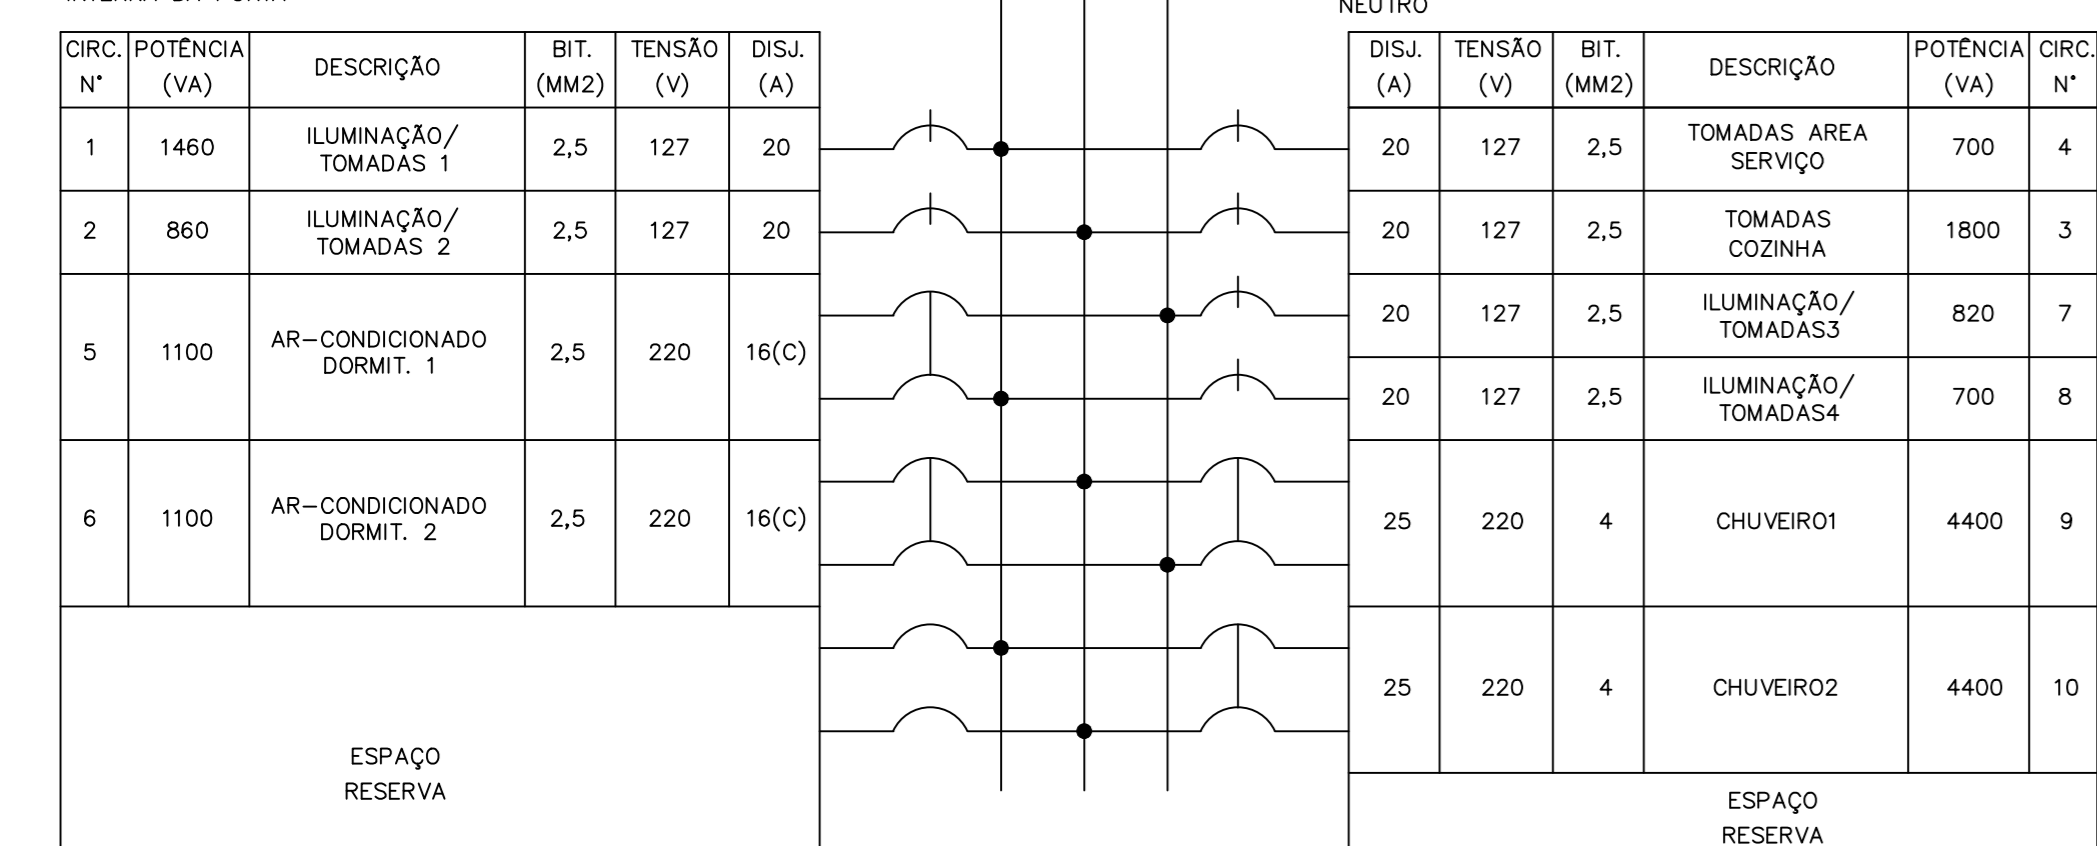 NEUTRO
CIRC. N° POTÊNCIA (VA) DESCRIÇÃO BIT. (MM2) TENSÃO (V) DISJ. (A)
1 1460 ILUMINAÇÃO/ TOMADAS 1 2,5 127 20
2 860 ILUMINAÇÃO/ TOMADAS 2 2,5 127 20
5 1100 AR-CONDICIONADO DORMIT. 1 2,5 220 16(C)
6 1100 AR-CONDICIONADO DORMIT. 2 2,5 220 16(C)
ESPAÇO
RESERVA
DISJ. (A) TENSÃO (V) BIT. (MM2) DESCRIÇÃO POTÊNCIA (VA) CIRC. N°
20 127 2,5 TOMADAS AREA SERVIÇO 700 4
20 127 2,5 TOMADAS COZINHA 1800 3
20 127 2,5 ILUMINAÇÃO/ TOMADAS3 820 7
20 127 2,5 ILUMINAÇÃO/ TOMADAS4 700 8
25 220 4 CHUVEIRO1 4400 9
25 220 4 CHUVEIRO2 4400 10
ESPAÇO
RESERVA